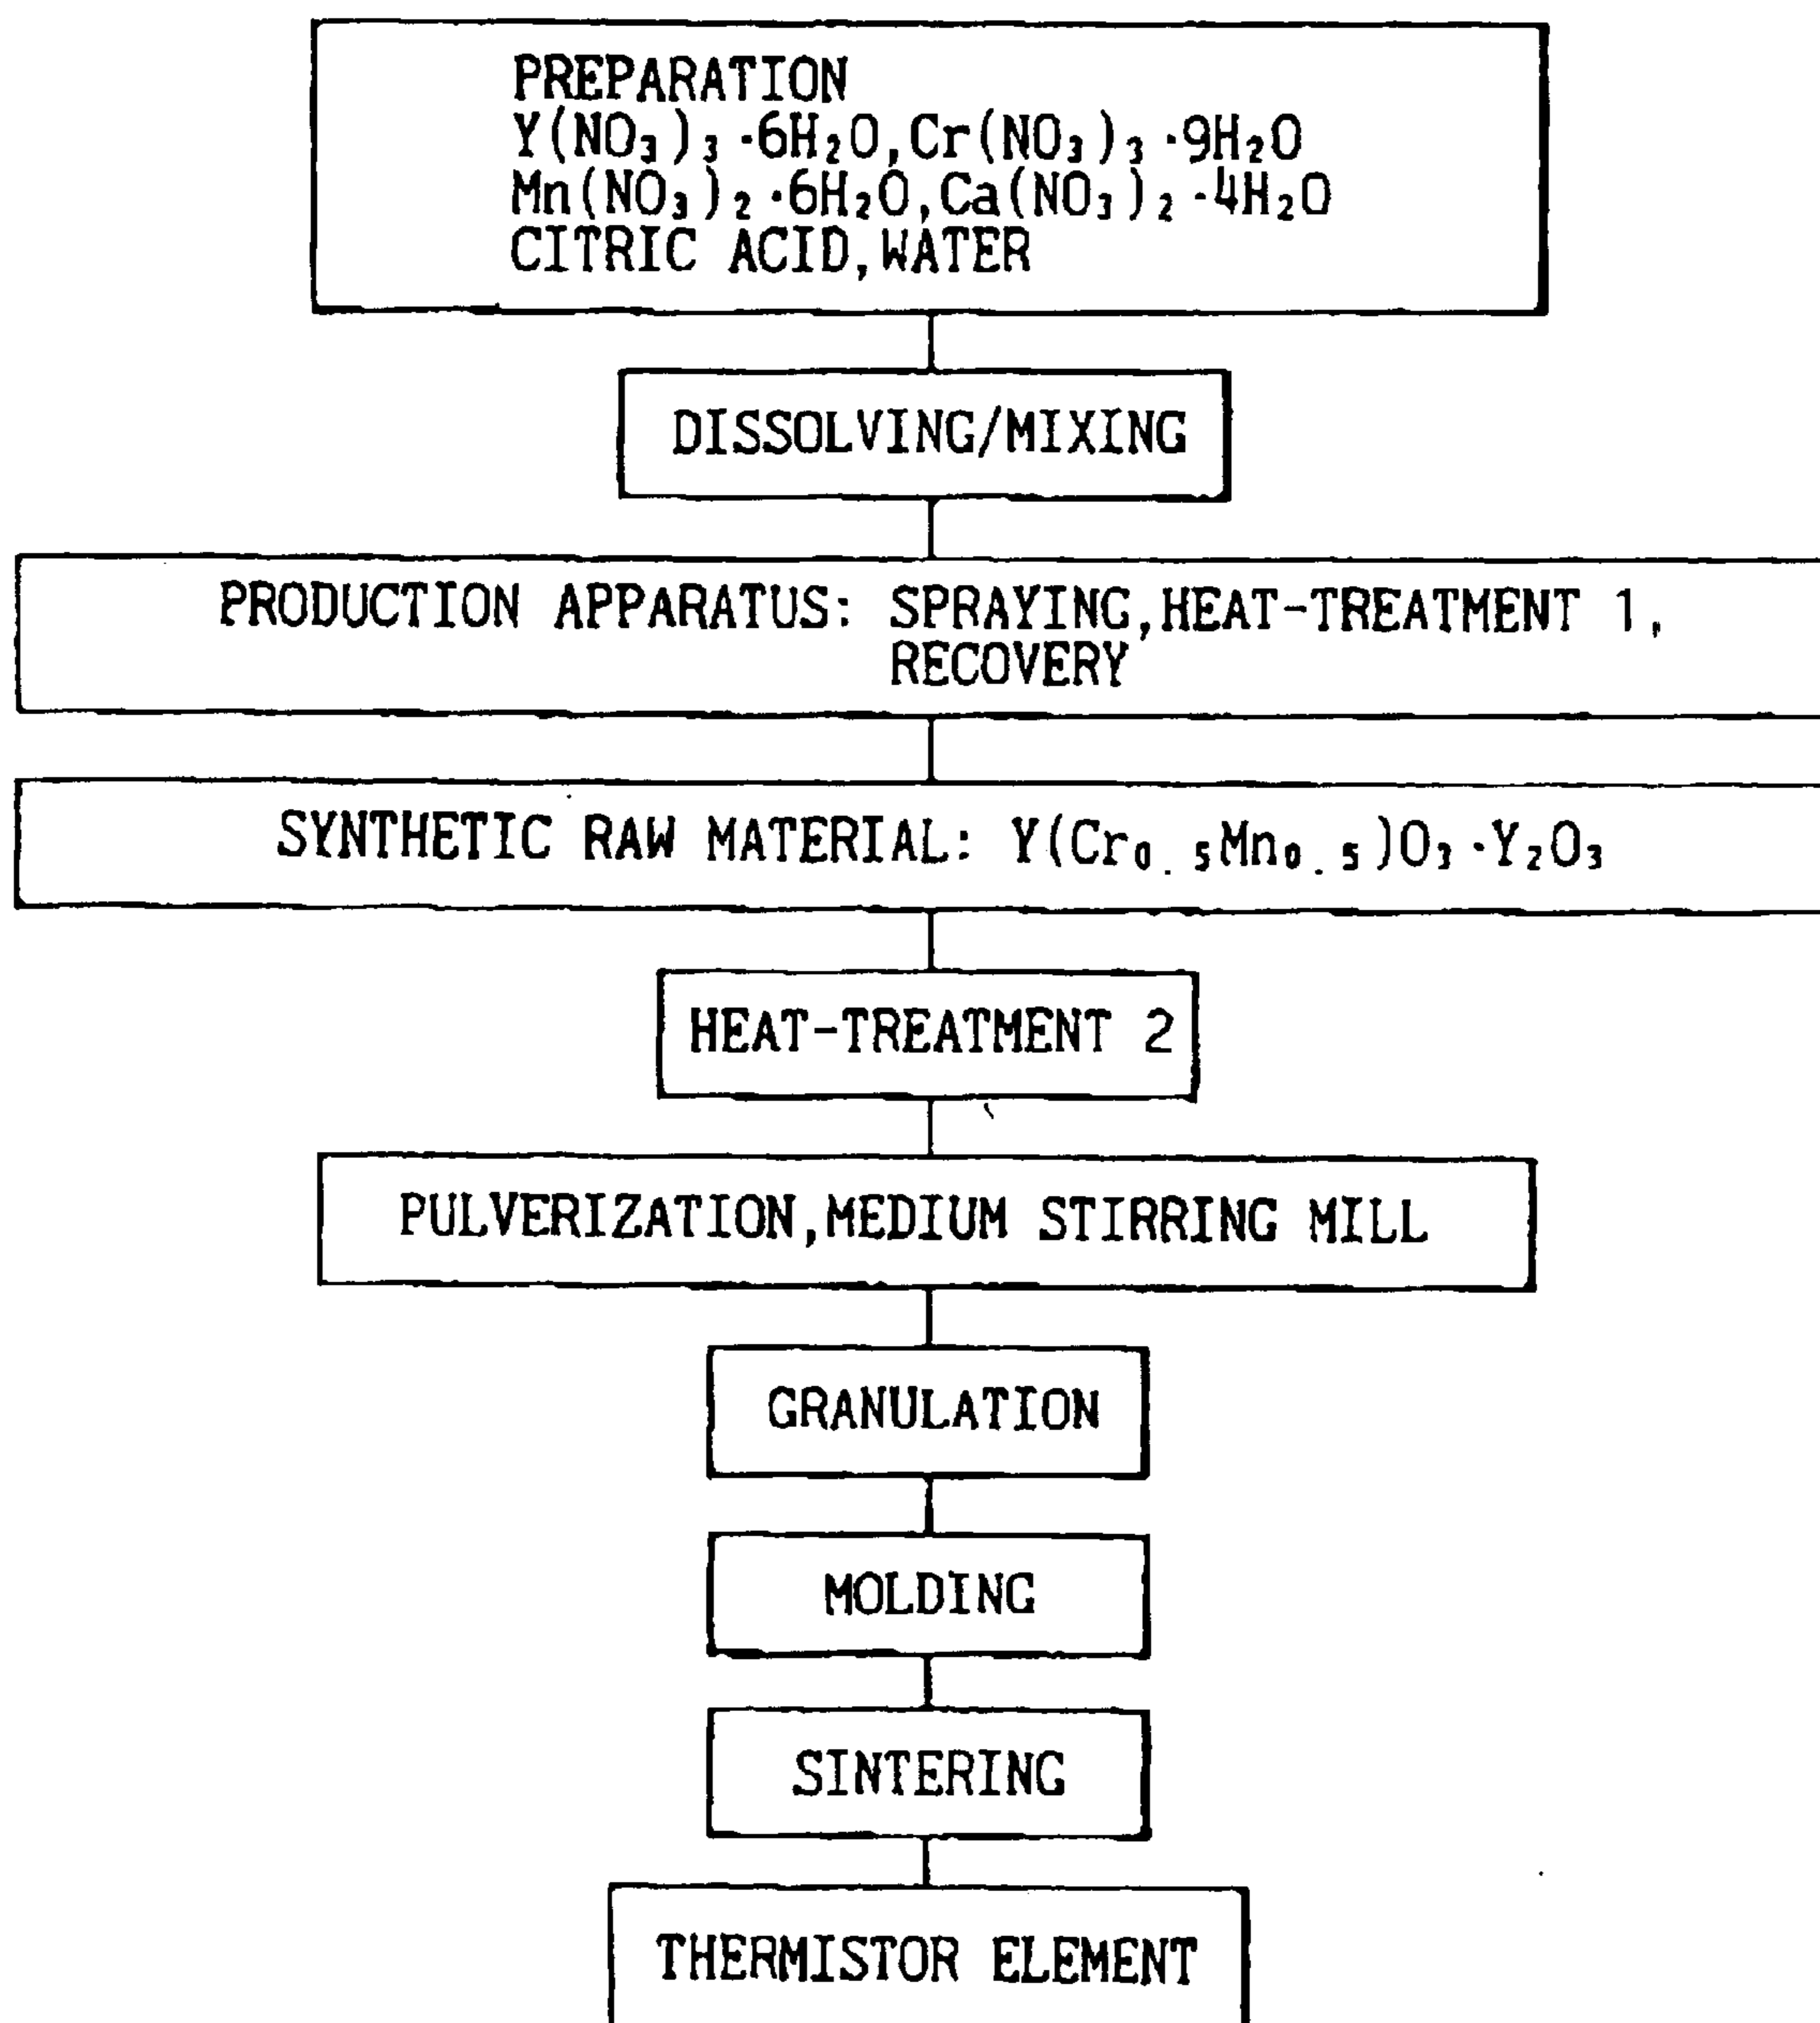 PREPARATION
Y(NO₃)₃·6H₂O,Cr(NO₃)₃·9H₂O
Mn(NO₃)₂·6H₂O,Ca(NO₃)₂·4H₂O
CITRIC ACID,WATER
DISSOLVING/MIXING
PRODUCTION APPARATUS: SPRAYING,HEAT-TREATMENT 1,
RECOVERY
SYNTHETIC RAW MATERIAL: Y(Cr₀.₅Mn₀.₅)O₃·Y₂O₃
HEAT-TREATMENT 2
PULVERIZATION,MEDIUM STIRRING MILL
GRANULATION
MOLDING
SINTERING
THERMISTOR ELEMENT